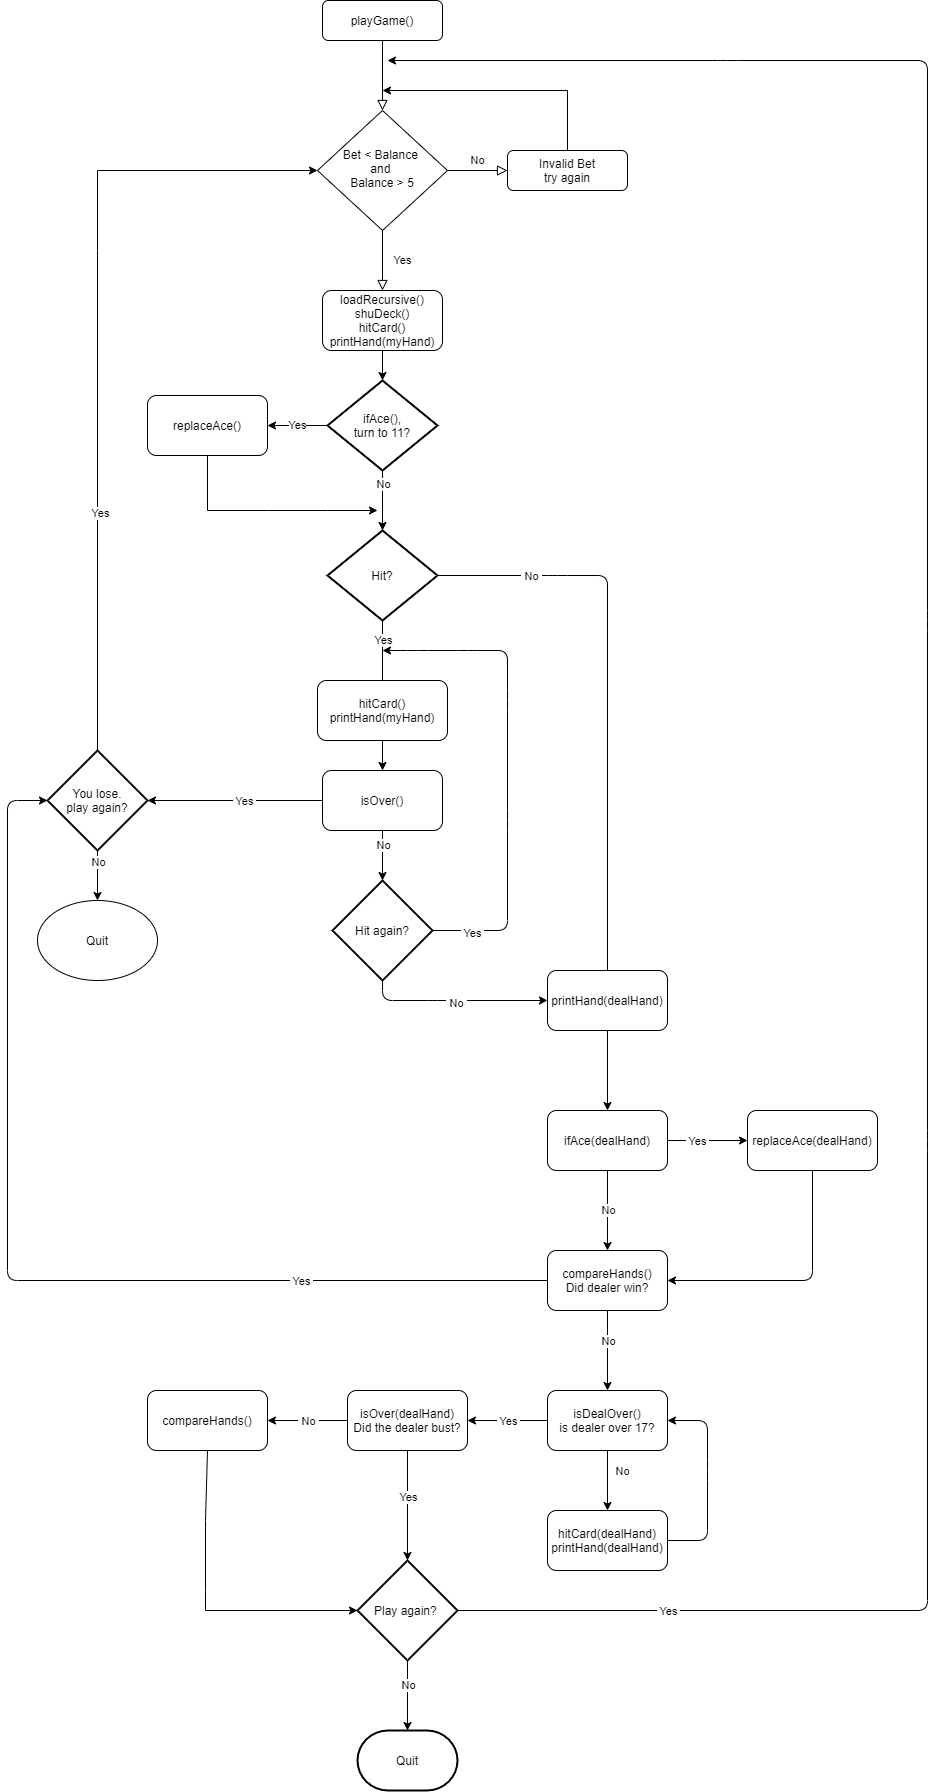 playGame()
Bet < Balance
and
Balance > 5
No
Invalid Bet
try again
Yes
loadRecursive()
shuDeck()
hitCard()
printHand(myHand)
replaceAce()
Yes
ifAce(),
turn to 11?
No
Yes
Hit?
No
Yes
hitCard()
printHand(myHand)
You lose.
play again?
Yes
isOver()
No
No
Quit
Hit again?
Yes
No
printHand(dealHand)
ifAce(dealHand)
Yes
replaceAce(dealHand)
No
Yes
compareHands()
Did dealer win?
No
compareHands()
No
isOver(dealHand)
Did the dealer bust?
Yes
isDealOver()
is dealer over 17?
No
Yes
hitCard(dealHand)
printHand(dealHand)
Play again?
Yes
No
Quit